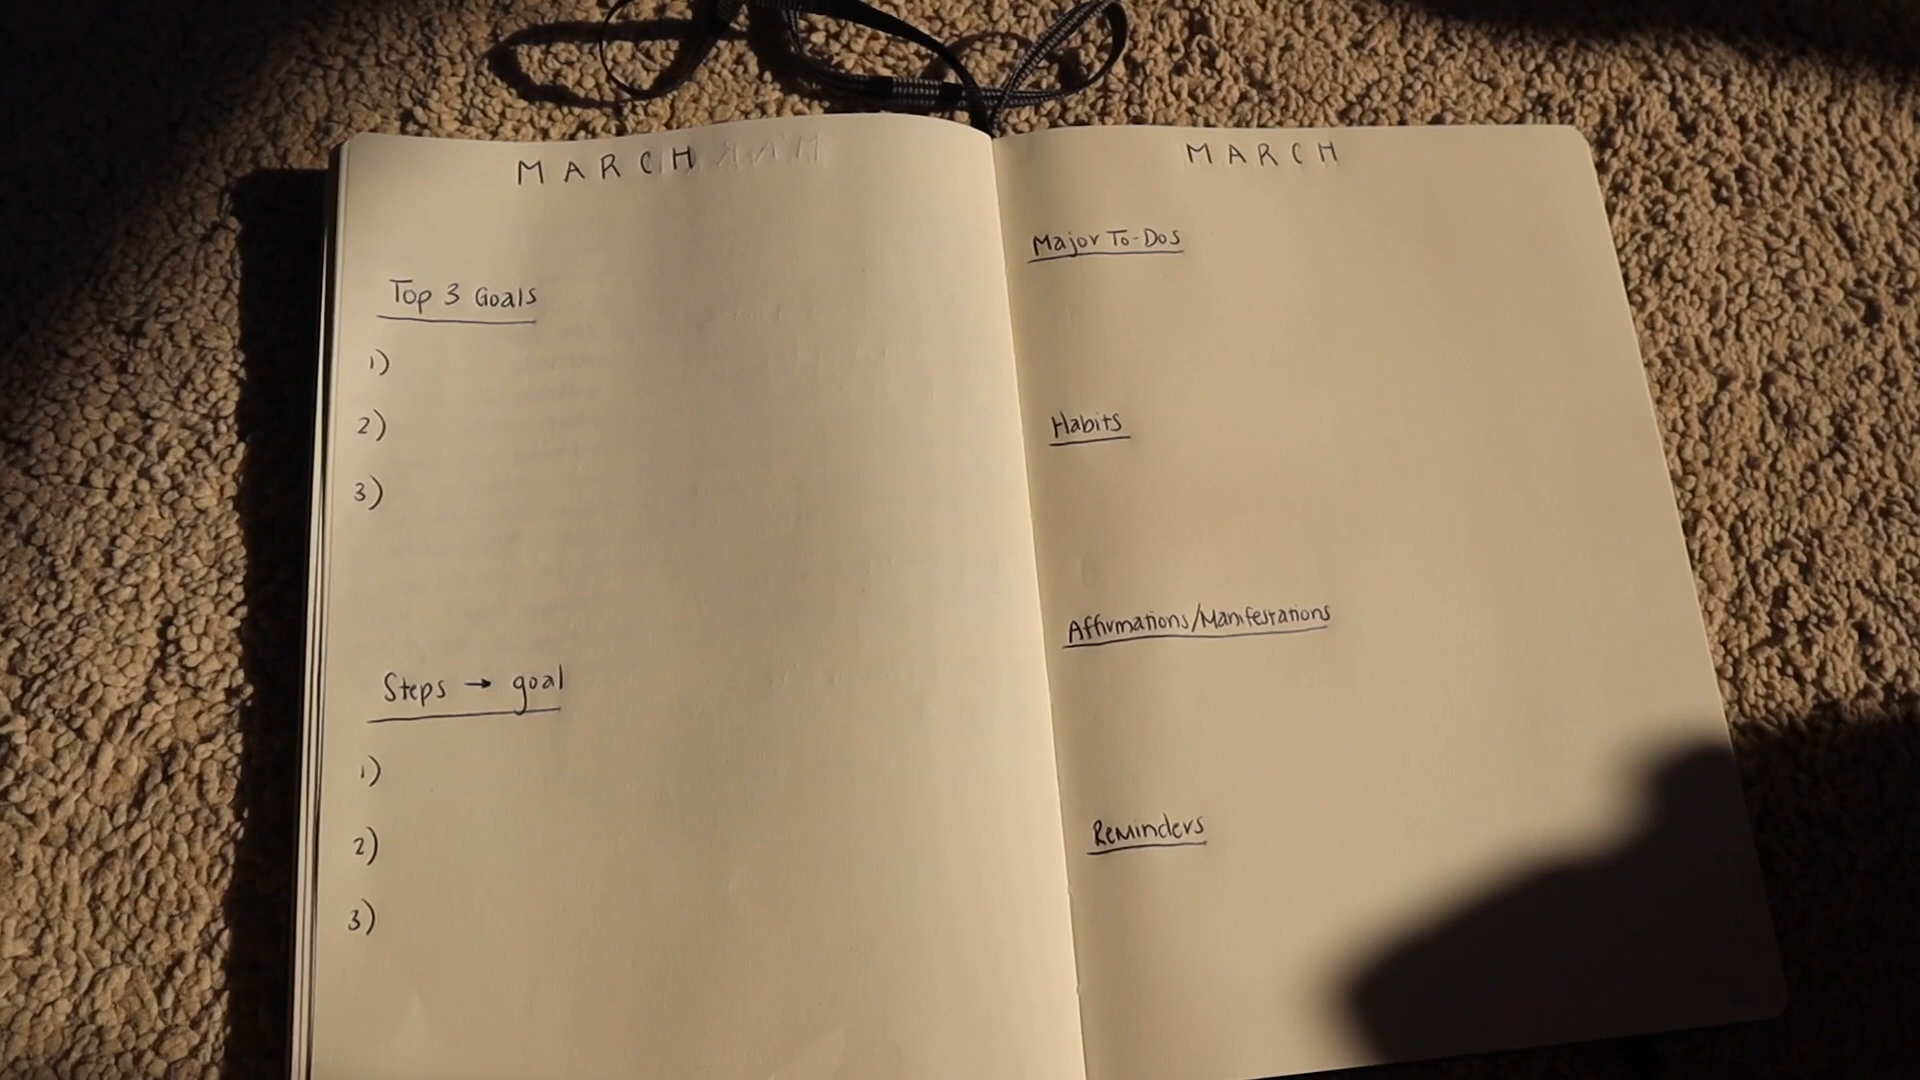 MARCH
Top 3 Goals
1)
2)
3)
Steps → goal
1)
2)
3)
MARCH
Major To-Dos
Habits
Affirmations/Manifestations
Reminders